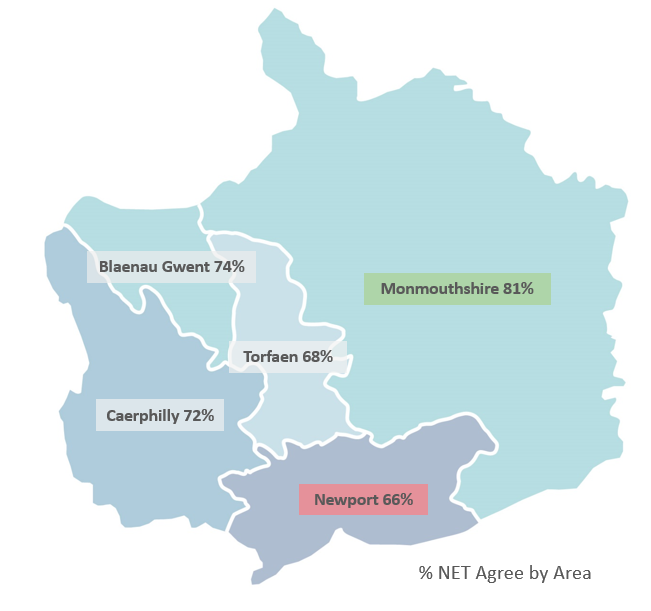 Blaenau Gwent 74%
Monmouthshire 81%
Torfaen 68%
Caerphilly 72%
Newport 66%
% NET Agree by Area